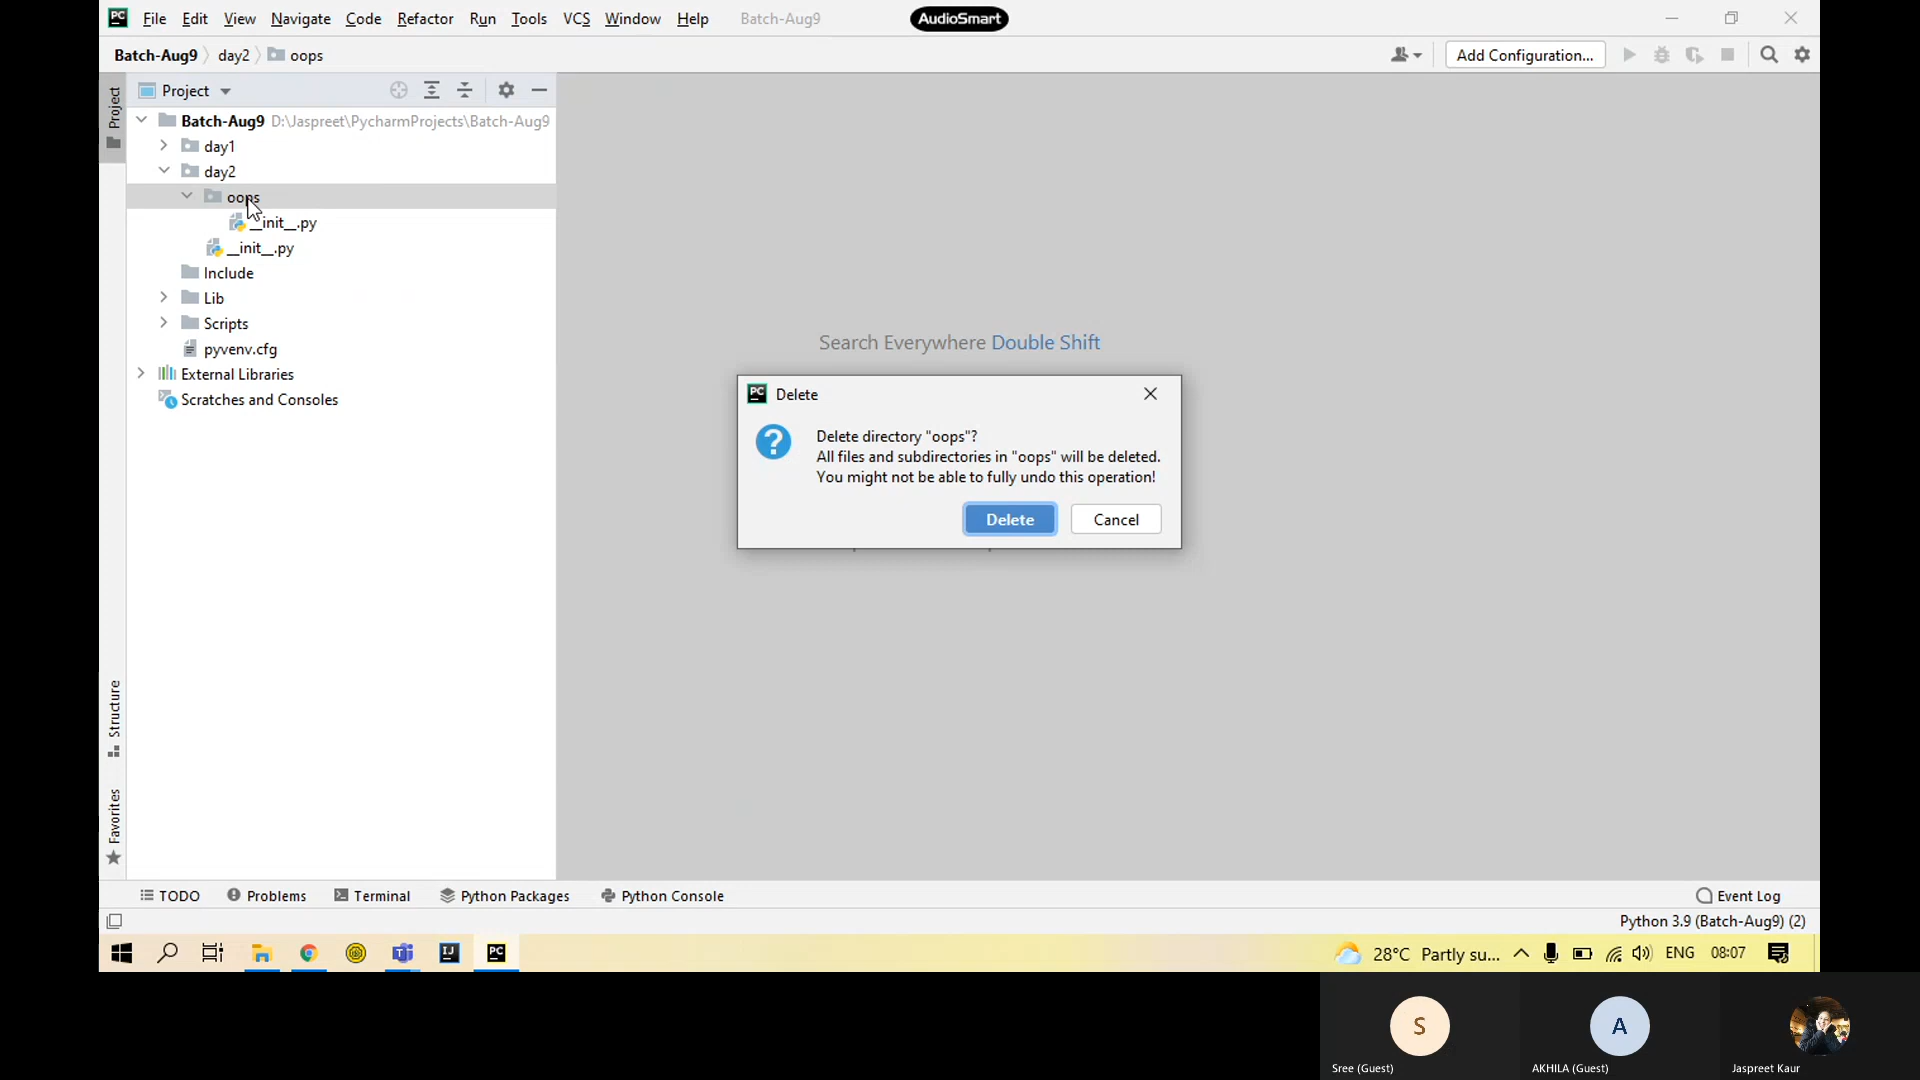 PC File Edit View Navigate Code Refactor Run Tools VCS Window Help Batch-Aug9 AudioSmart
Batch-Aug9 day2 oops Add Configuration...
Project
Project
Batch-Aug9 D:\Jaspreet\PycharmProjects\Batch-Aug9
day1
day2
oops
__init__.py
__init__.py
Include
Lib
Scripts
pyvenv.cfg
External Libraries
Scratches and Consoles
Search Everywhere Double Shift
PC Delete
Delete directory "oops"?
All files and subdirectories in "oops" will be deleted.
You might not be able to fully undo this operation!
Delete Cancel
Structure
Favorites
TODO Problems Terminal Python Packages Python Console Event Log
Python 3.9 (Batch-Aug9) (2)
IJ PC 28°C Partly su... ENG 08:07
S A
Sree (Guest) AKHILA (Guest) Jaspreet Kaur